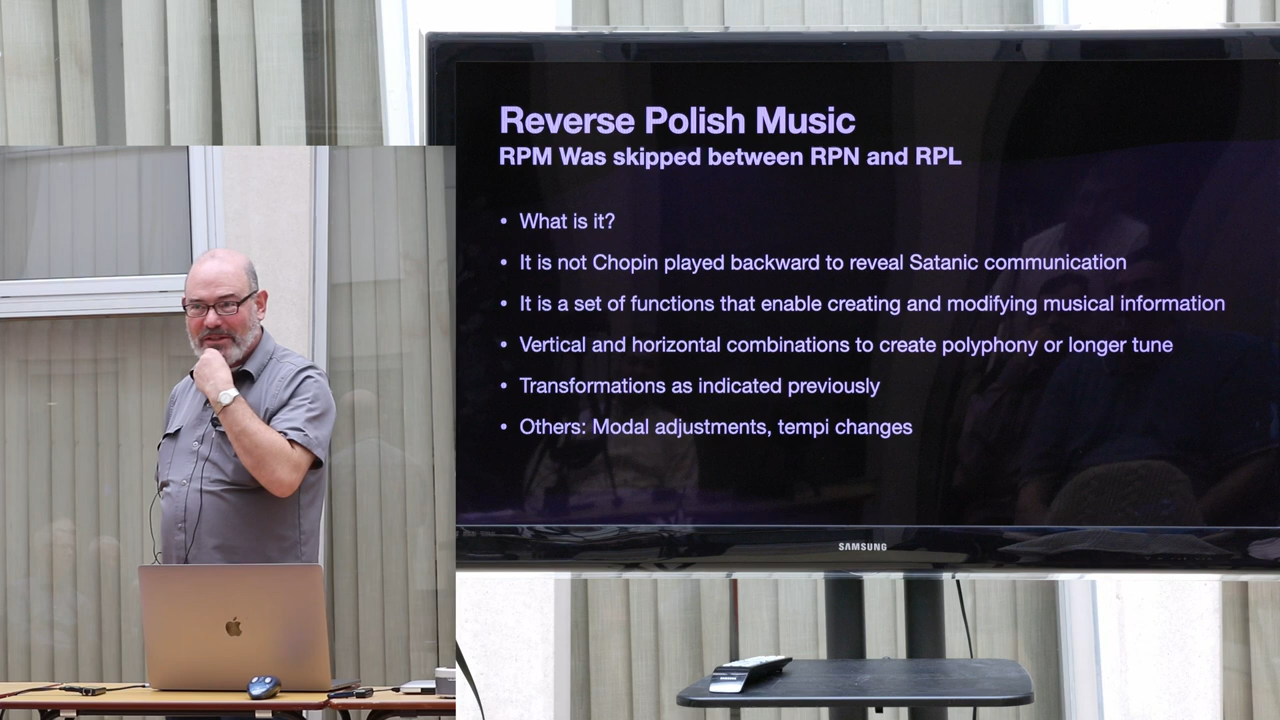 Reverse Polish Music
RPM Was skipped between RPN and RPL
• What is it?
• It is not Chopin played backward to reveal Satanic communication
• It is a set of functions that enable creating and modifying musical information
• Vertical and horizontal combinations to create polyphony or longer tune
• Transformations as indicated previously
• Others: Modal adjustments, tempi changes
SAMSUNG